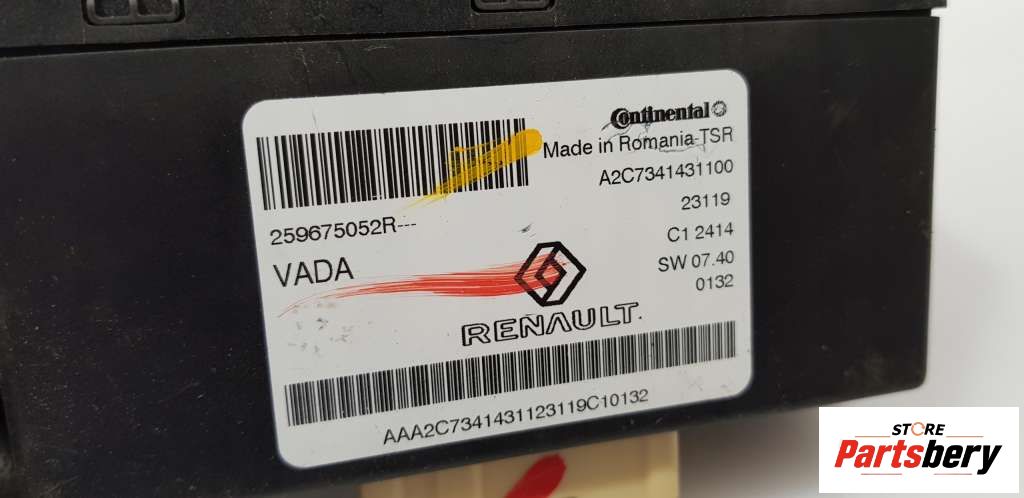 Continental
Made in Romania-TSR
A2C7341431100
259675052R---
23119
C1 2414
VADA
SW 07.40
0132
RENAULT
AAA2C7341431123119C10132
STORE
Partsbery